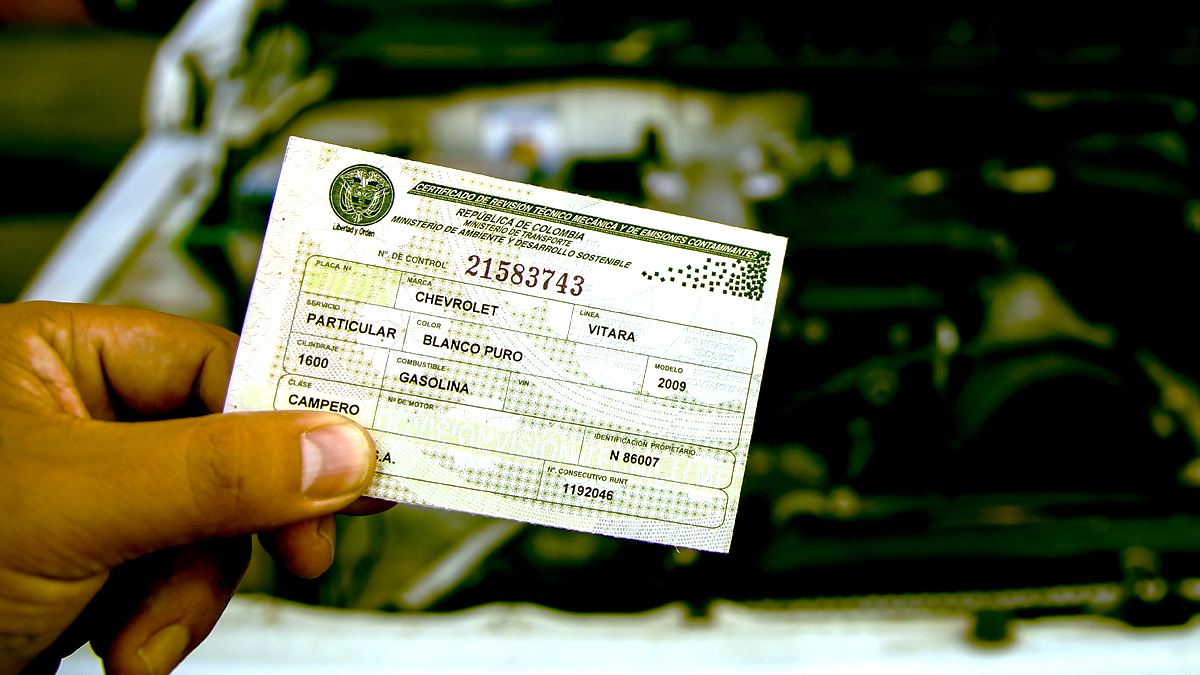 CERTIFICADO DE REVISIÓN TÉCNICO MECÁNICA Y DE EMISIONES CONTAMINANTES
REPÚBLICA DE COLOMBIA
MINISTERIO DE TRANSPORTE
MINISTERIO DE AMBIENTE Y DESARROLLO SOSTENIBLE
Libertad y Orden
Nº. DE CONTROL 21583743
PLACA. Nº MARCA LÍNEA
CHEVROLET VITARA
SERVICIO COLOR MODELO
PARTICULAR BLANCO PURO 2009
CILINDRAJE COMBUSTIBLE VIN
1600 GASOLINA
CLASE Nº DE MOTOR IDENTIFICACIÓN PROPIETARIO
CAMPERO N 86007
S.A. Nº. CONSECUTIVO RUNT
1192046